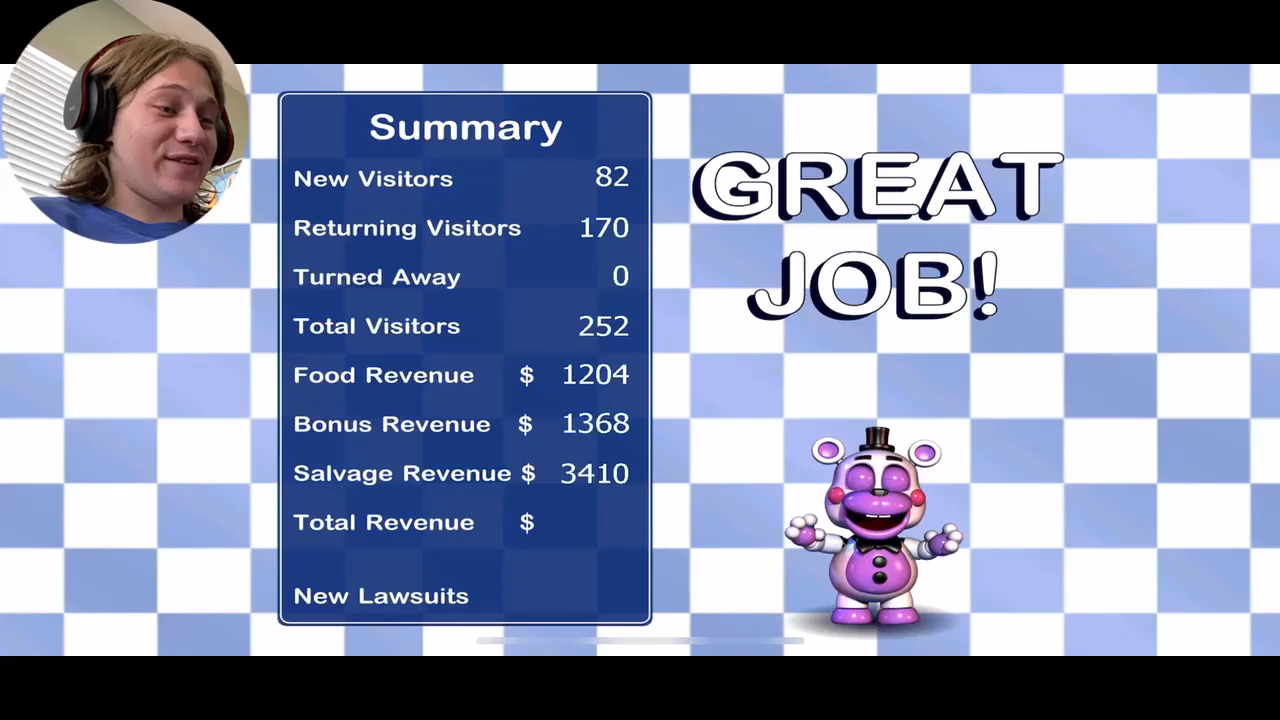 Summary
New Visitors 82
Returning Visitors 170
Turned Away 0
Total Visitors 252
Food Revenue $ 1204
Bonus Revenue $ 1368
Salvage Revenue $ 3410
Total Revenue $
New Lawsuits
GREAT
JOB!